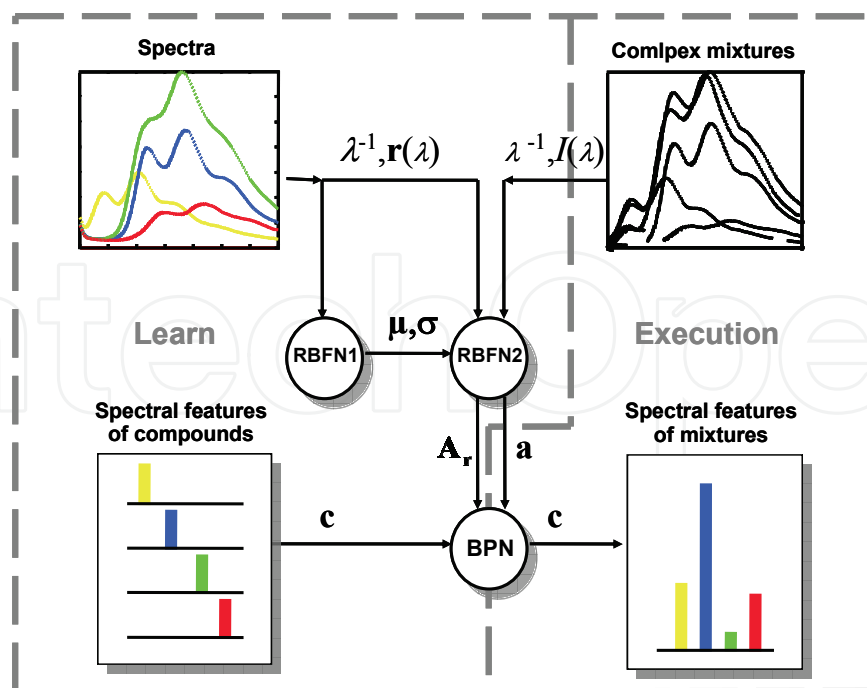 Spectra
Comlpex mixtures
λ⁻¹,r(λ)
λ⁻¹,I(λ)
Learn
Execution
μ,σ
RBFN1
RBFN2
Spectral features
of compounds
Spectral features
of mixtures
Aᵣ
a
c
BPN
c
ntechOpe